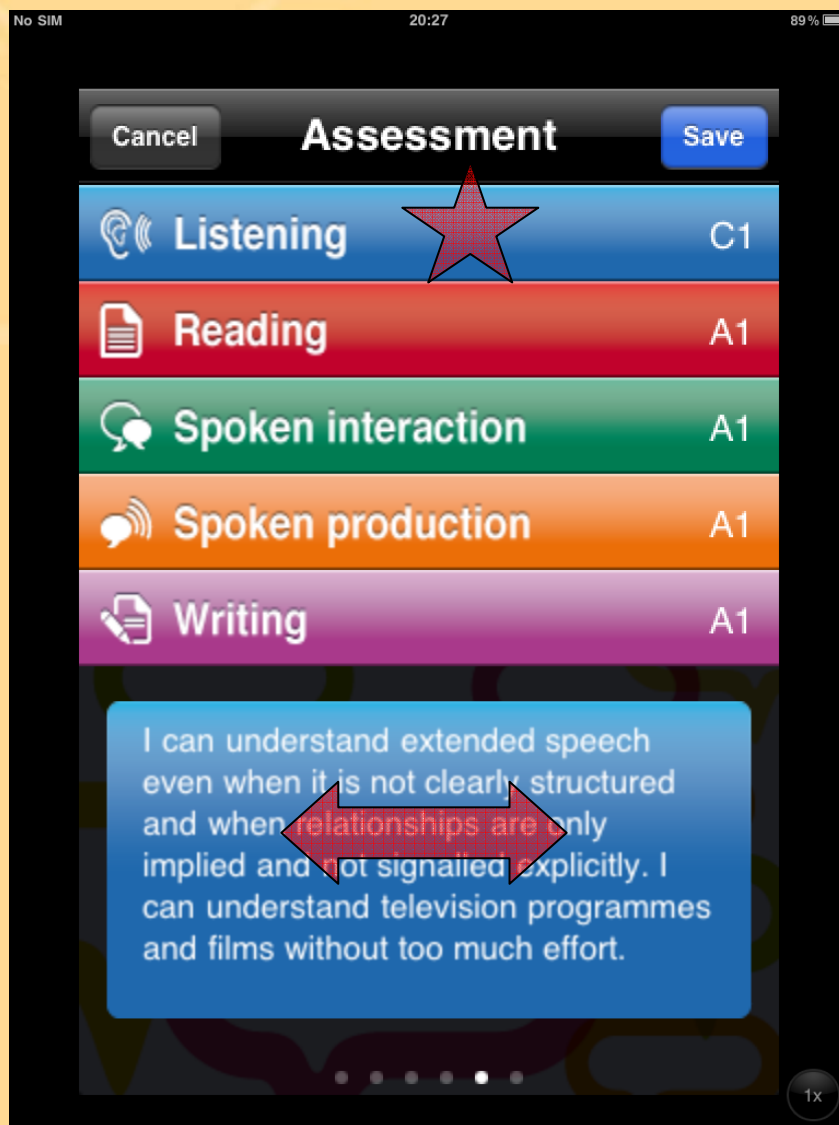 No SIM 20:27 89%
Cancel Assessment Save
Listening C1
Reading A1
Spoken interaction A1
Spoken production A1
Writing A1
I can understand extended speech
even when it is not clearly structured
and when relationships are only
implied and not signalled explicitly. I
can understand television programmes
and films without too much effort.
1x